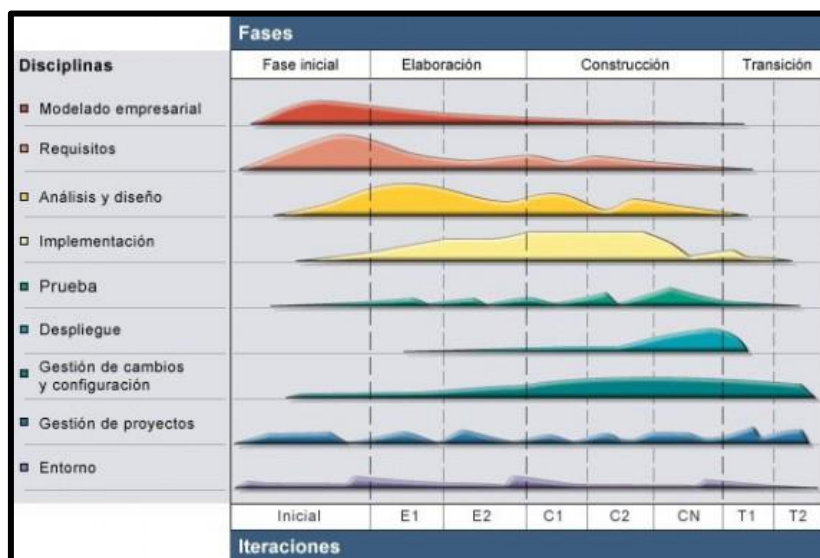 Fases
Disciplinas
Fase inicial
Elaboración
Construcción
Transición
Modelado empresarial
Requisitos
Análisis y diseño
Implementación
Prueba
Despliegue
Gestión de cambios
y configuración
Gestión de proyectos
Entorno
Inicial
E1
E2
C1
C2
CN
T1
T2
Iteraciones